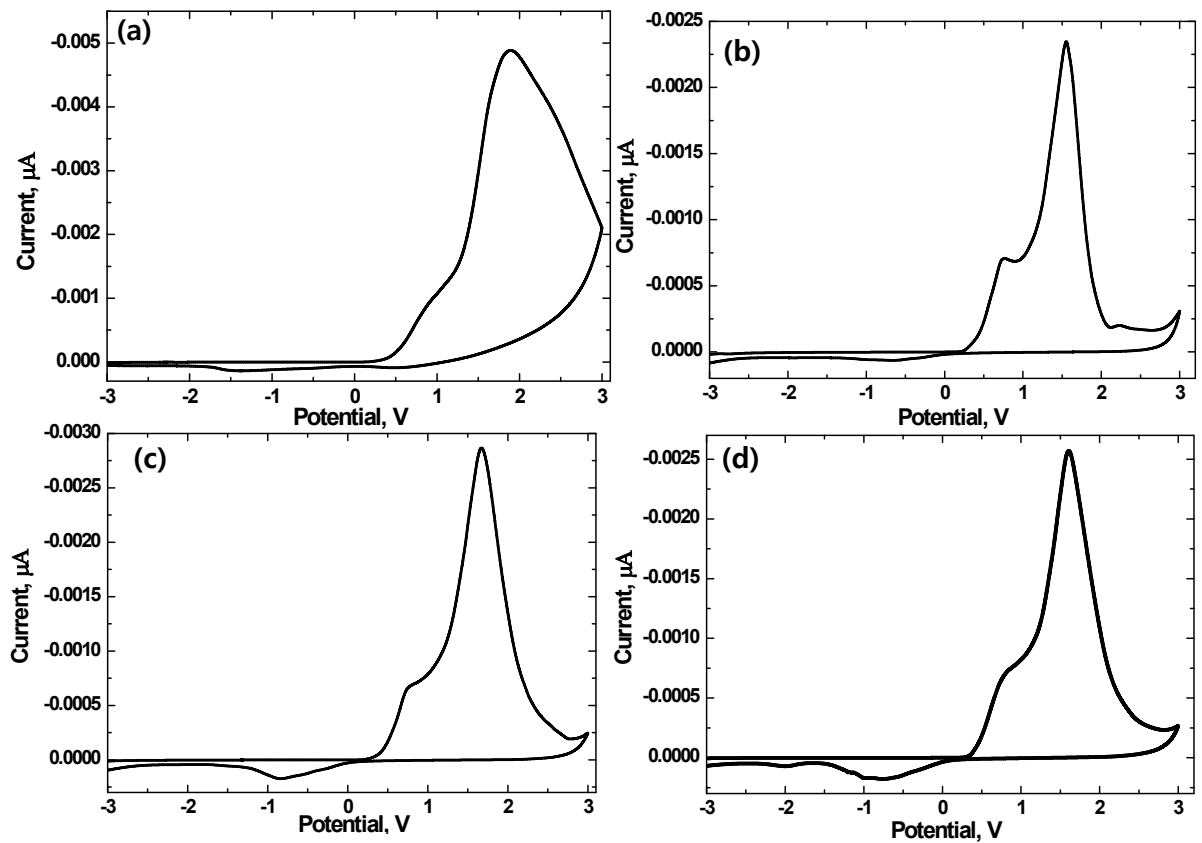 (a)
Current, µA
-0.005
-0.004
-0.003
-0.002
-0.001
0.000
-3 -2 -1 0 1 2 3
Potential, V
(b)
Current, µA
-0.0025
-0.0020
-0.0015
-0.0010
-0.0005
0.0000
-3 -2 -1 0 1 2 3
Potential, V
(c)
Current, µA
-0.0030
-0.0025
-0.0020
-0.0015
-0.0010
-0.0005
0.0000
-3 -2 -1 0 1 2 3
Potential, V
(d)
Current, µA
-0.0025
-0.0020
-0.0015
-0.0010
-0.0005
0.0000
-3 -2 -1 0 1 2 3
Potential, V